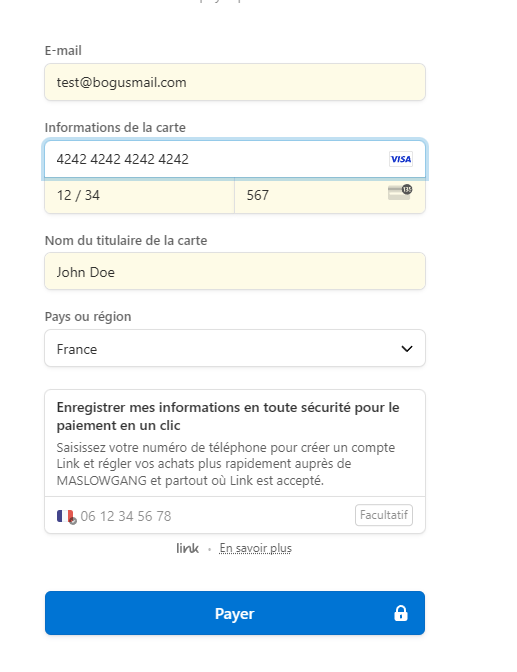 E-mail
test@bogusmail.com
Informations de la carte
4242 4242 4242 4242 VISA
12 / 34 567 135
Nom du titulaire de la carte
John Doe
Pays ou région
France
Enregistrer mes informations en toute sécurité pour le
paiement en un clic
Saisissez votre numéro de téléphone pour créer un compte
Link et régler vos achats plus rapidement auprès de
MASLOWGANG et partout où Link est accepté.
06 12 34 56 78 Facultatif
link • En savoir plus
Payer